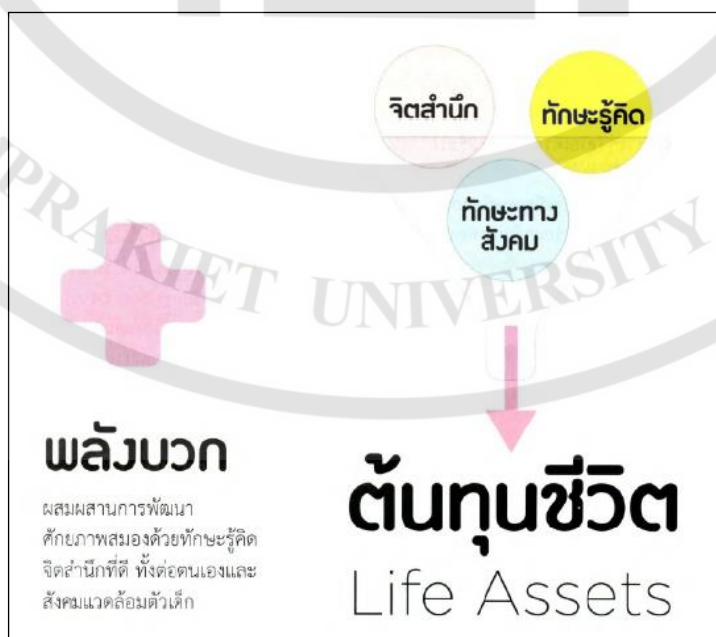 จิตสำนึก
ทักษะรู้คิด
ทักษะทาง
สังคม
พลังบวก
ผสมผสานการพัฒนา
ศักยภาพสมองด้วยทักษะรู้คิด
จิตสำนึกที่ดี ทั้งต่อตนเองและ
สังคมแวดล้อมตัวเด็ก
ต้นทุนชีวิต
Life Assets
PRAKIET UNIVERSITY